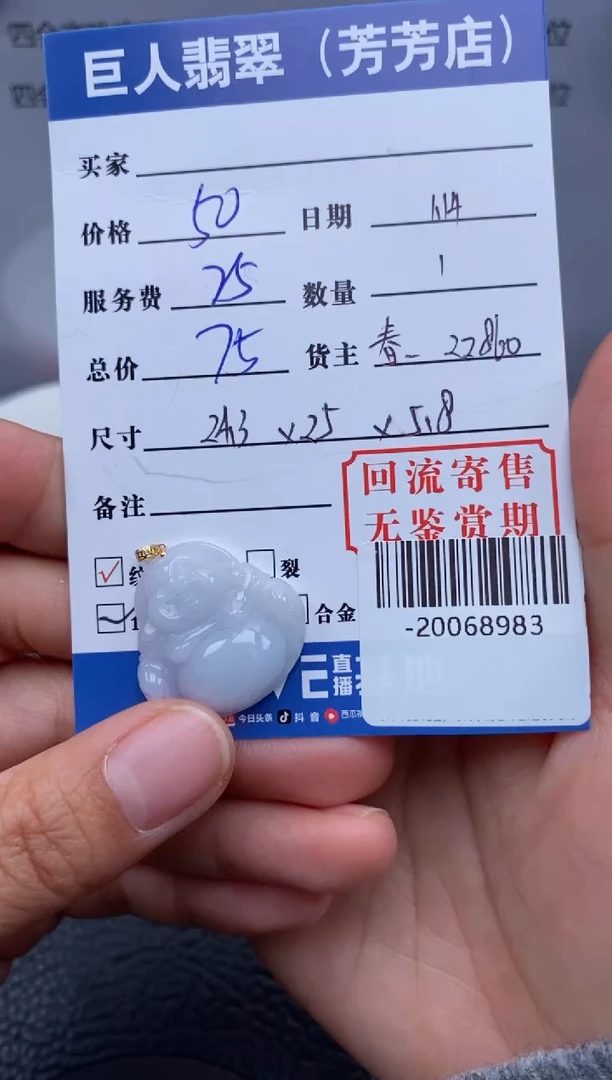 巨人翡翠（芳芳店）
买家
价格 50 日期 1.14
服务费 25 数量 1
总价 75 货主 春- 22860
尺寸 24.3 x25 x5.8
回流寄售
备注
无鉴赏期
裂
合金
-20068983
直播
今日头条 抖音 西瓜